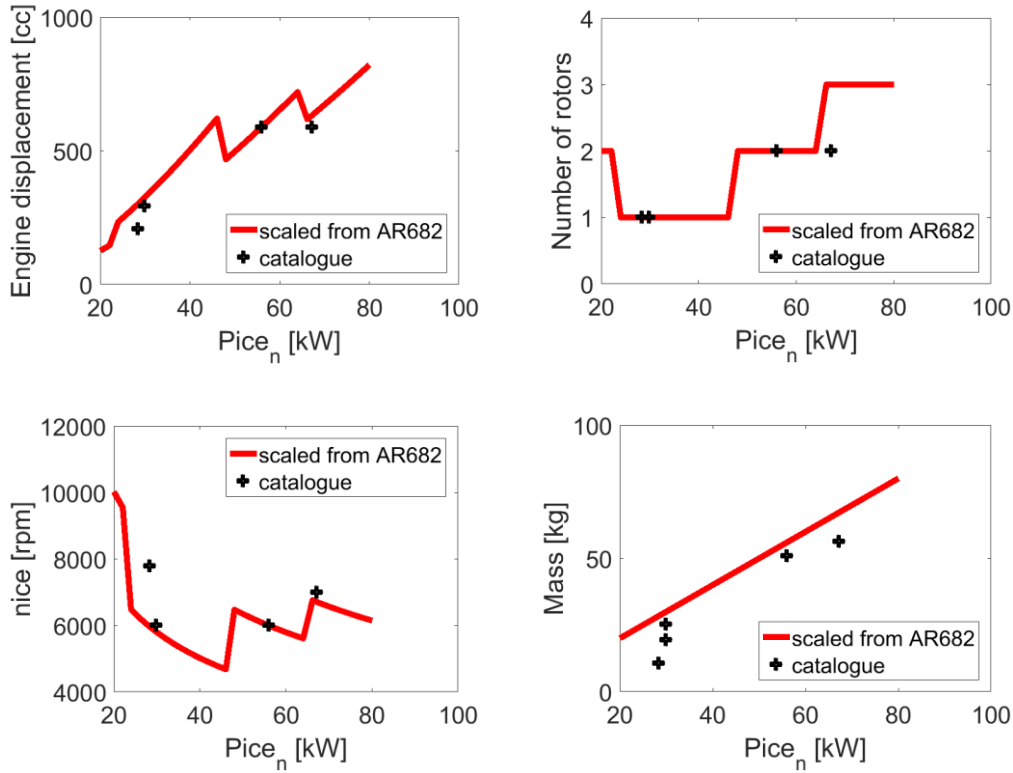 Engine displacement [cc]
1000
500
0
20 40 60 80 100
Pice_n [kW]
scaled from AR682
catalogue
Number of rotors
4
3
2
1
0
20 40 60 80 100
Pice_n [kW]
scaled from AR682
catalogue
nice [rpm]
12000
10000
8000
6000
4000
20 40 60 80 100
Pice_n [kW]
scaled from AR682
catalogue
Mass [kg]
100
50
0
20 40 60 80 100
Pice_n [kW]
scaled from AR682
catalogue